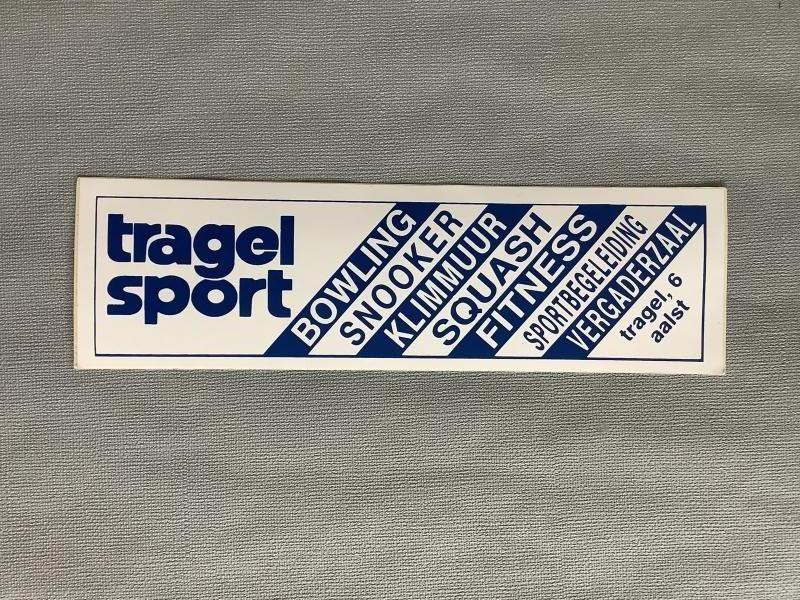 tragel
sport
BOWLING
SNOOKER
KLIMMUUR
SQUASH
FITNESS
SPORTBEGELEIDING
VERGADERZAAL
tragel, 6
aalst